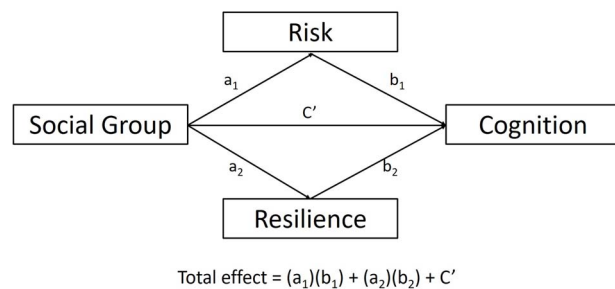 Risk
a₁
b₁
C’
Social Group
Cognition
a₂
b₂
Resilience
Total effect = (a₁)(b₁) + (a₂)(b₂) + C’